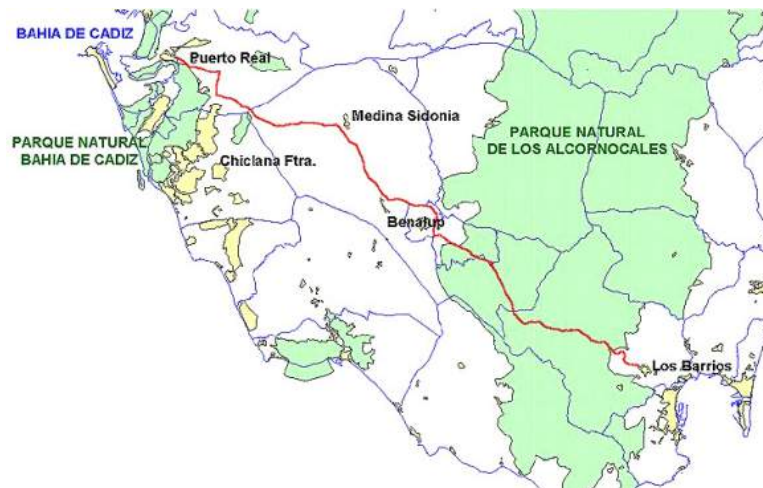 BAHIA DE CADIZ
Puerto Real
Medina Sidonia
PARQUE NATURAL
BAHIA DE CADIZ
Chiclana Ftra.
PARQUE NATURAL
DE LOS ALCORNOCALES
Benalup
Los Barrios